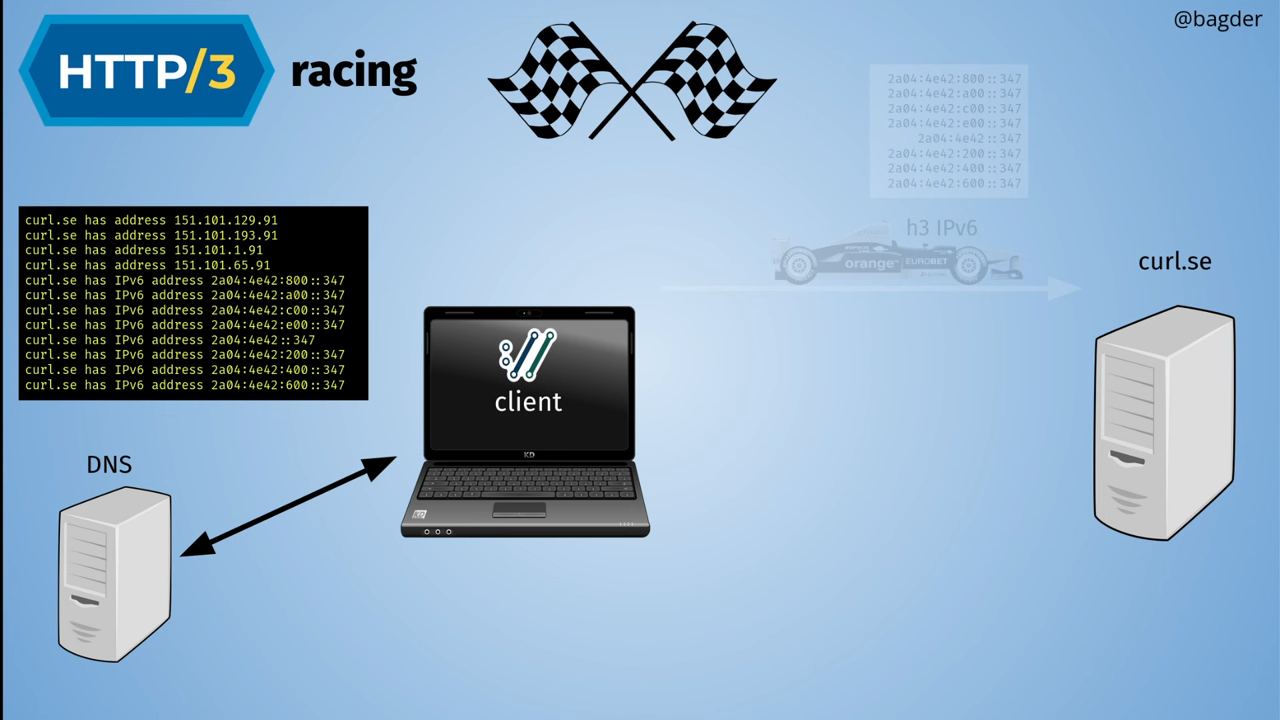 @bagder
HTTP/3 racing
2a04:4e42:800::347
2a04:4e42:a00::347
2a04:4e42:c00::347
2a04:4e42:e00::347
2a04:4e42::347
2a04:4e42:200::347
2a04:4e42:400::347
2a04:4e42:600::347
curl.se has address 151.101.129.91
curl.se has address 151.101.193.91
curl.se has address 151.101.1.91
curl.se has address 151.101.65.91
curl.se has IPv6 address 2a04:4e42:800::347
curl.se has IPv6 address 2a04:4e42:a00::347
curl.se has IPv6 address 2a04:4e42:c00::347
curl.se has IPv6 address 2a04:4e42:e00::347
curl.se has IPv6 address 2a04:4e42::347
curl.se has IPv6 address 2a04:4e42:200::347
curl.se has IPv6 address 2a04:4e42:400::347
curl.se has IPv6 address 2a04:4e42:600::347
h3 IPv6
orange EUROBET
curl.se
client
KD
KD
DNS